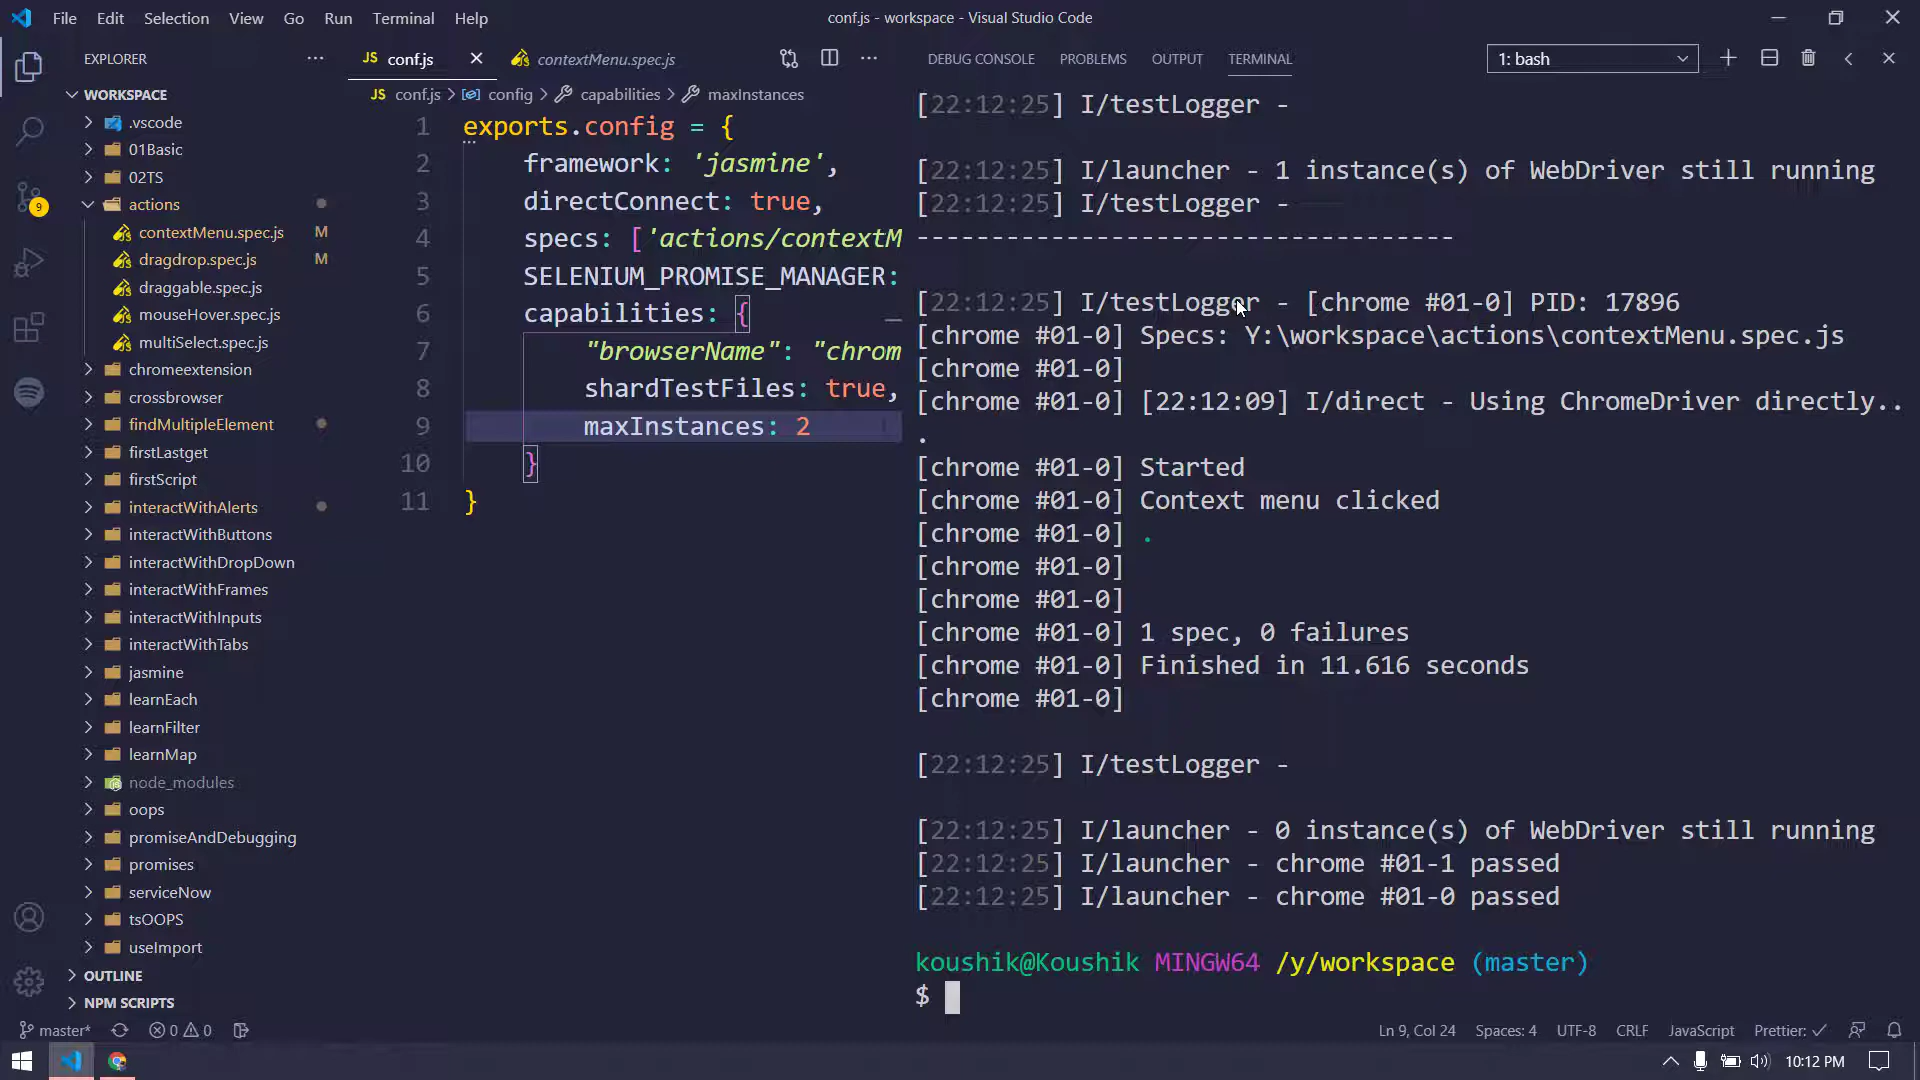 File Edit Selection View Go Run Terminal Help
conf.js - workspace - Visual Studio Code
EXPLORER
WORKSPACE
.vscode
01Basic
02TS
actions
contextMenu.spec.js M
dragdrop.spec.js M
draggable.spec.js
mouseHover.spec.js
multiSelect.spec.js
chromeextension
crossbrowser
findMultipleElement
firstLastget
firstScript
interactWithAlerts
interactWithButtons
interactWithDropDown
interactWithFrames
interactWithInputs
interactWithTabs
jasmine
learnEach
learnFilter
learnMap
node_modules
oops
promiseAndDebugging
promises
serviceNow
tsOOPS
useImport
OUTLINE
NPM SCRIPTS
9
JS conf.js
contextMenu.spec.js
JS conf.js > config > capabilities > maxInstances
1 exports.config = {
2 framework: 'jasmine',
3 directConnect: true,
4 specs: ['actions/contextM
5 SELENIUM_PROMISE_MANAGER:
6 capabilities: {
7 "browserName": "chrom
8 shardTestFiles: true,
9 maxInstances: 2
10 }
11 }
DEBUG CONSOLE PROBLEMS OUTPUT TERMINAL
1: bash
[22:12:25] I/testLogger -
[22:12:25] I/launcher - 1 instance(s) of WebDriver still running
[22:12:25] I/testLogger -
------------------------------------
[22:12:25] I/testLogger - [chrome #01-0] PID: 17896
[chrome #01-0] Specs: Y:\workspace\actions\contextMenu.spec.js
[chrome #01-0]
[chrome #01-0] [22:12:09] I/direct - Using ChromeDriver directly..
.
[chrome #01-0] Started
[chrome #01-0] Context menu clicked
[chrome #01-0] .
[chrome #01-0]
[chrome #01-0]
[chrome #01-0] 1 spec, 0 failures
[chrome #01-0] Finished in 11.616 seconds
[chrome #01-0]
[22:12:25] I/testLogger -
[22:12:25] I/launcher - 0 instance(s) of WebDriver still running
[22:12:25] I/launcher - chrome #01-1 passed
[22:12:25] I/launcher - chrome #01-0 passed
koushik@Koushik MINGW64 /y/workspace (master)
$
master* 0 0
Ln 9, Col 24 Spaces: 4 UTF-8 CRLF JavaScript Prettier: ✓
10:12 PM